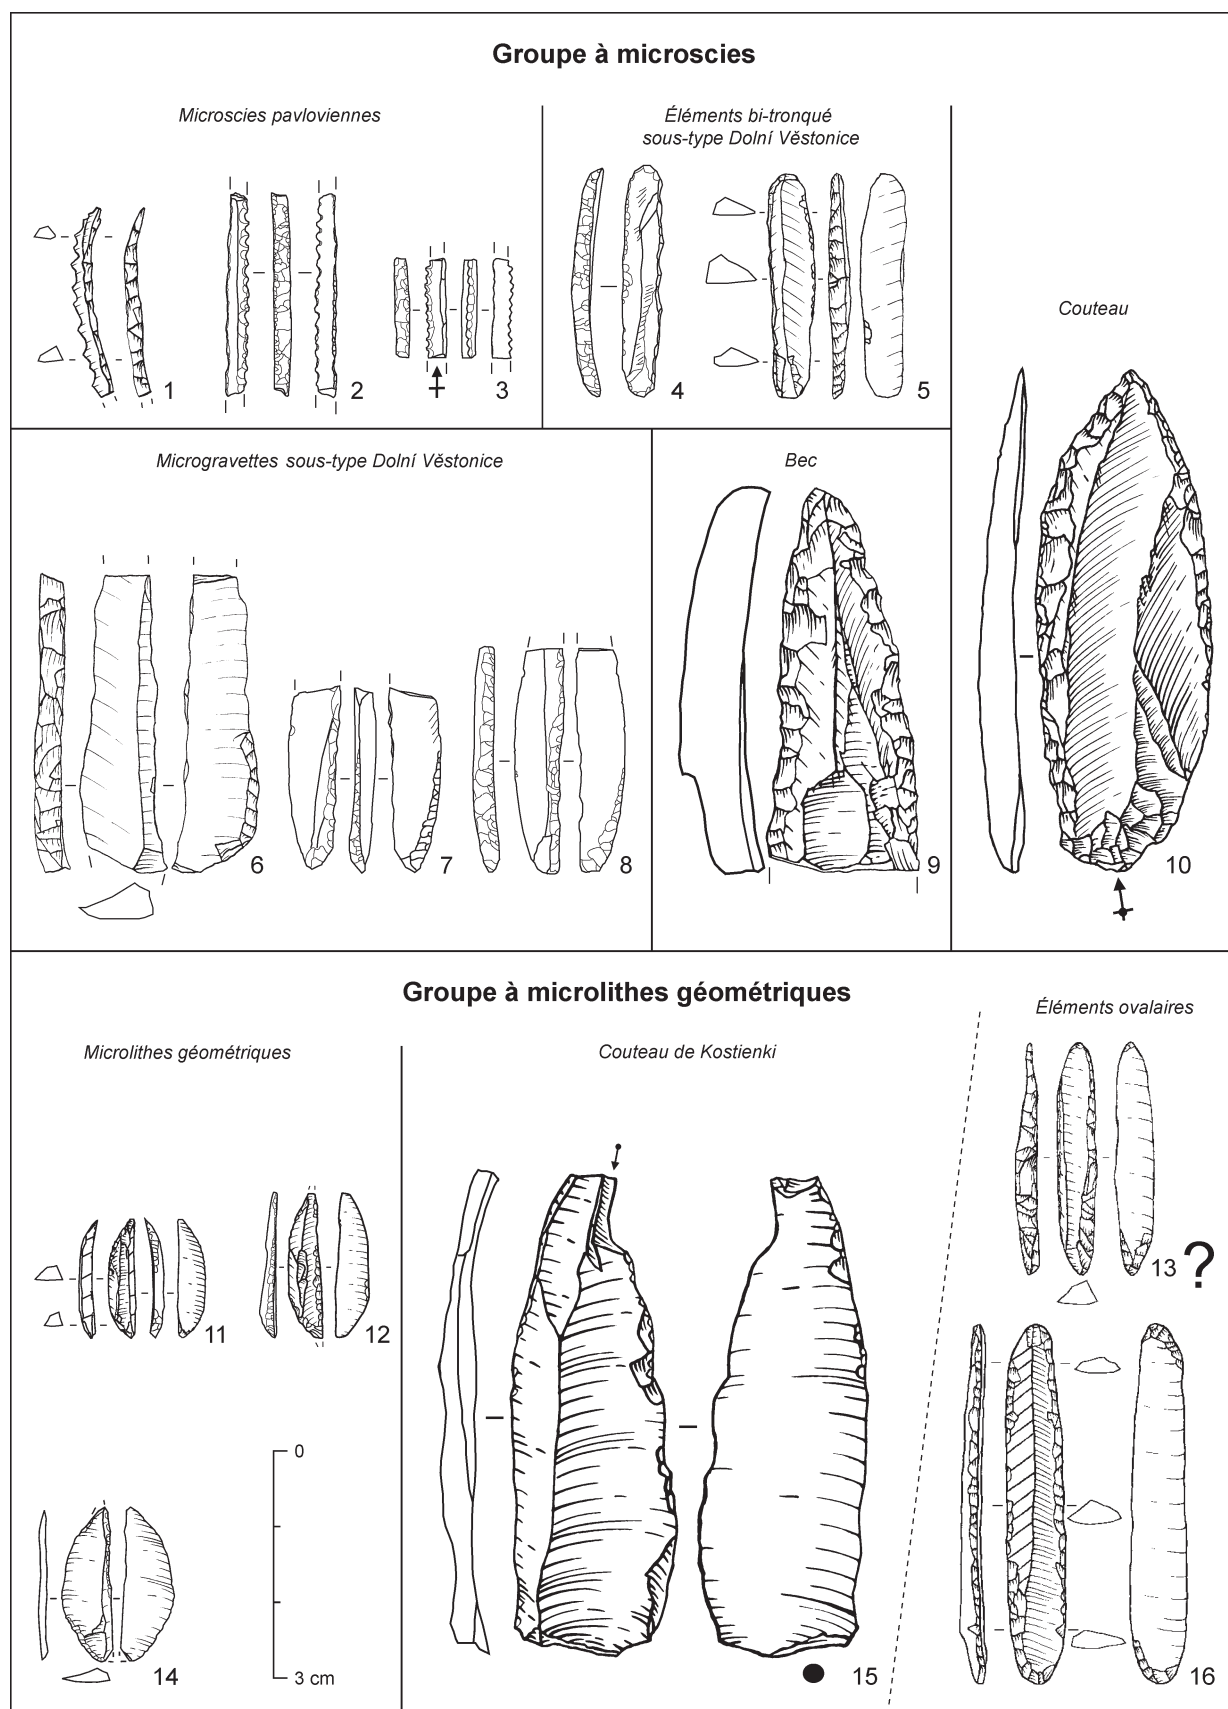 Groupe à microscies
Microscies pavloviennes
Éléments bi-tronqué
sous-type Dolní Věstonice
Couteau
1
2
3
4
5
Microgravettes sous-type Dolní Věstonice
Bec
6
7
8
9
10
Groupe à microlithes géométriques
Éléments ovalaires
Microlithes géométriques
Couteau de Kostienki
13 ?
11
12
0
3 cm
14
15
16